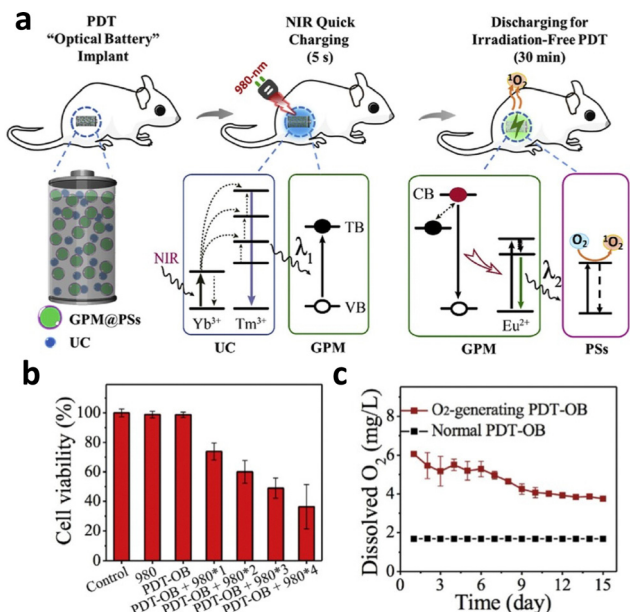 a
PDT
“Optical Battery”
Implant
NIR Quick
Charging
(5 s)
Discharging for
Irradiation-Free PDT
(30 min)
980-nm
¹O₂
GPM@PSs
UC
NIR
Yb³⁺
Tm³⁺
UC
λ₁
TB
VB
GPM
CB
Eu²⁺
GPM
λ₂
O₂
¹O₂
PSs
b
Cell viability (%)
120
100
80
60
40
20
0
Control
980
PDT-OB
PDT-OB + 980*1
PDT-OB + 980*2
PDT-OB + 980*3
PDT-OB + 980*4
c
Dissolved O₂ (mg/L)
8
6
4
2
0
O₂-generating PDT-OB
Normal PDT-OB
0
3
6
9
12
15
Time (day)